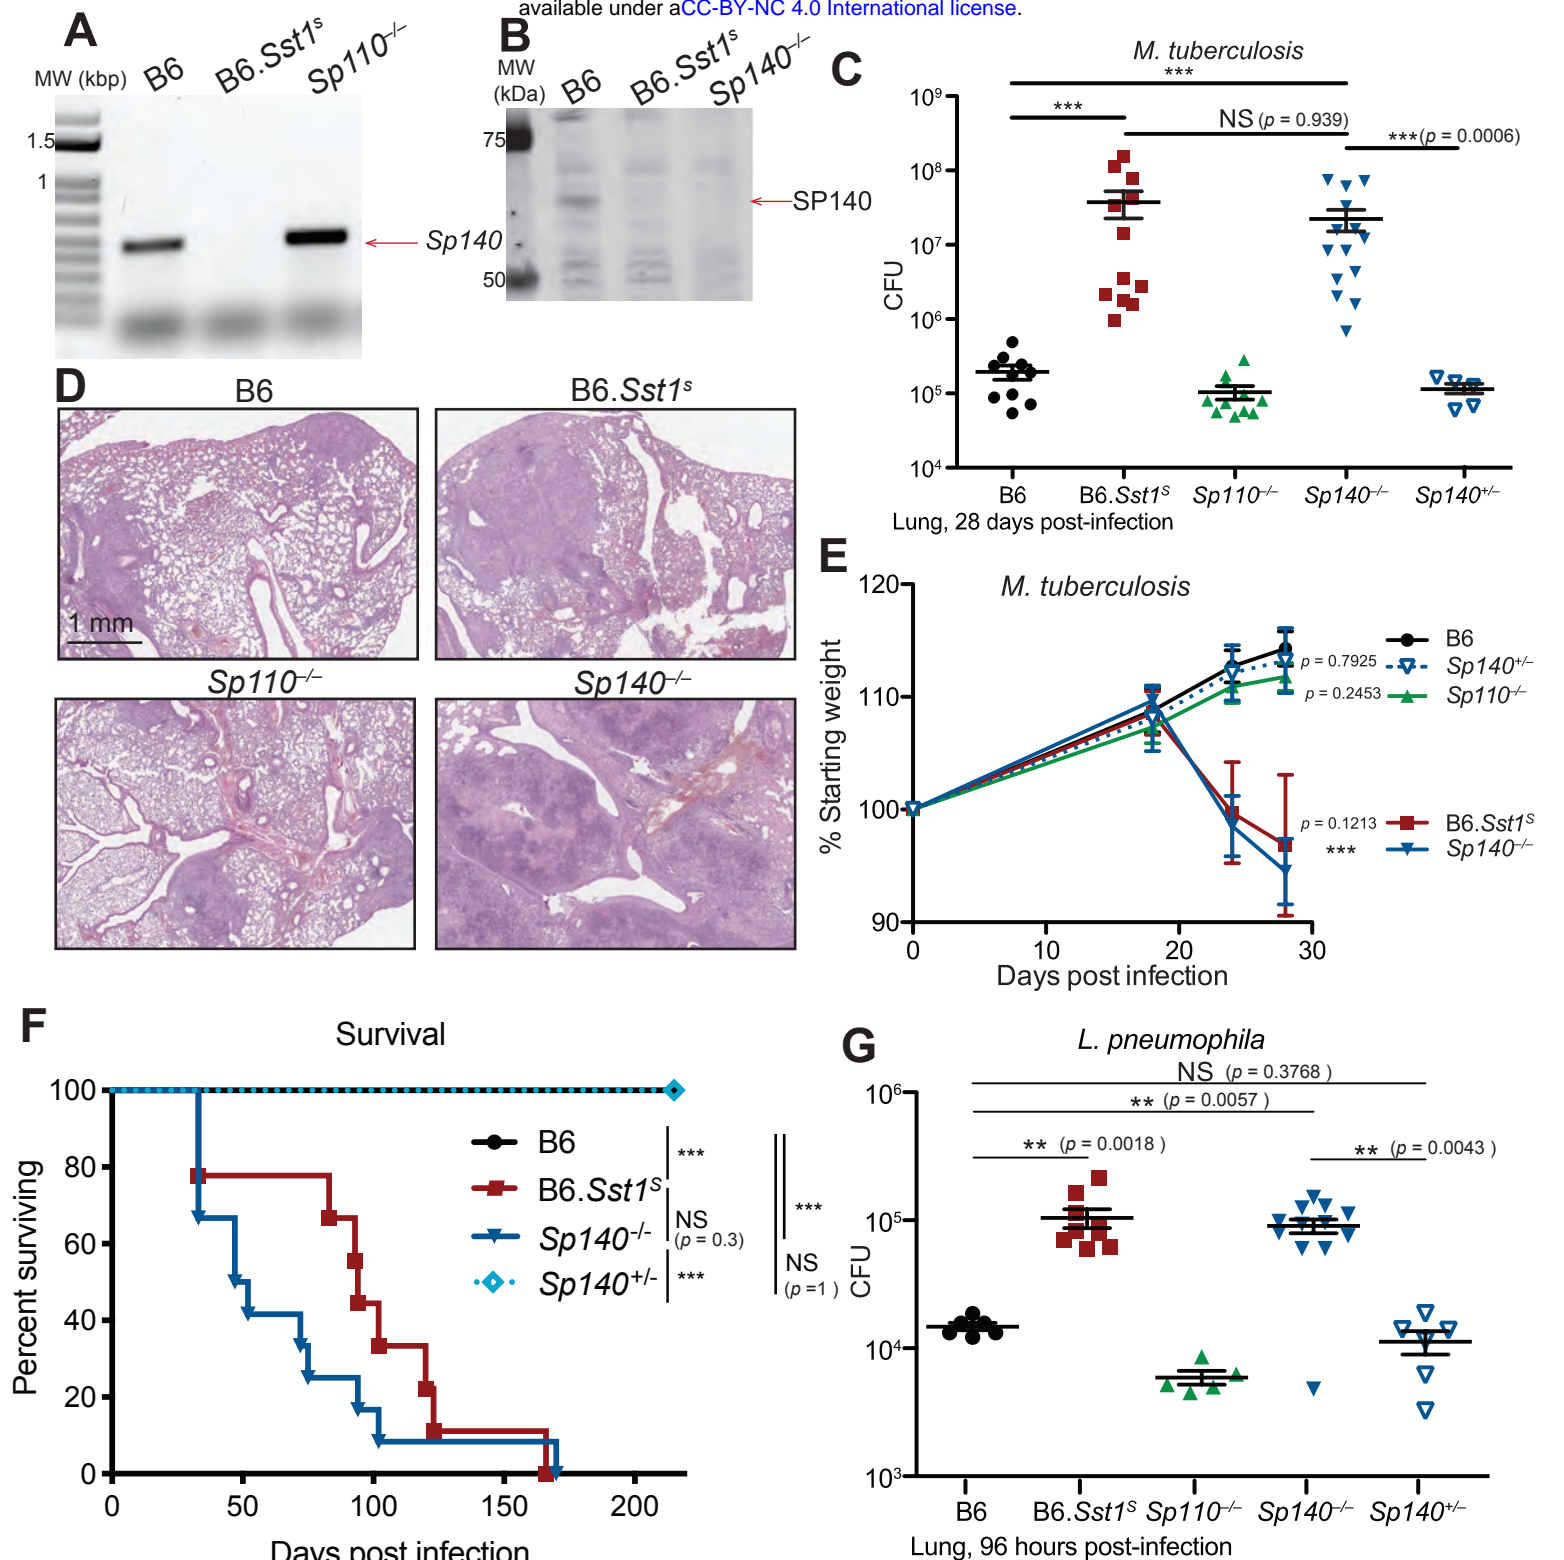 available under aCC-BY-NC 4.0 International license.
A
MW (kbp)
B6
B6.Sst1ˢ
Sp110⁻/⁻
1.5
1
Sp140
B
MW
(kDa)
B6
B6.Sst1ˢ
Sp140⁻/⁻
75
50
SP140
C
M. tuberculosis
***
***
NS (p = 0.939)
***(p = 0.0006)
CFU
10⁹
10⁸
10⁷
10⁶
10⁵
10⁴
B6
B6.Sst1ˢ
Sp110⁻/⁻
Sp140⁻/⁻
Sp140⁺/⁻
Lung, 28 days post-infection
D
B6
B6.Sst1ˢ
1 mm
Sp110⁻/⁻
Sp140⁻/⁻
E
M. tuberculosis
% Starting weight
120
110
100
90
0
10
20
30
Days post infection
p = 0.7925
p = 0.2453
p = 0.1213
***
B6
Sp140⁺/⁻
Sp110⁻/⁻
B6.Sst1ˢ
Sp140⁻/⁻
F
Survival
Percent surviving
100
80
60
40
20
0
0
50
100
150
200
Days post infection
B6
B6.Sst1ˢ
Sp140⁻/⁻
Sp140⁺/⁻
***
NS
(p = 0.3)
***
***
NS
(p =1 )
G
L. pneumophila
NS (p = 0.3768 )
** (p = 0.0057 )
** (p = 0.0018 )
** (p = 0.0043 )
CFU
10⁶
10⁵
10⁴
10³
B6
B6.Sst1ˢ
Sp110⁻/⁻
Sp140⁻/⁻
Sp140⁺/⁻
Lung, 96 hours post-infection